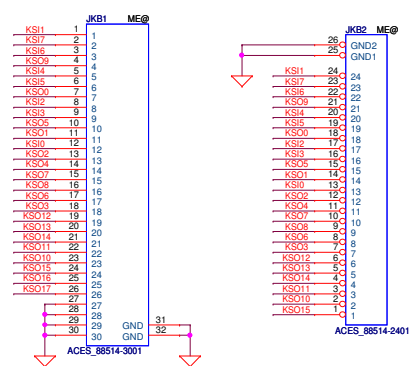 JKB1 ME@
KSI1 1 1
KSI7 2 2
KSI6 3 3
KSO9 4 4
KSI4 5 5
KSI5 6 6
KSO0 7 7
KSI2 8 8
KSI3 9 9
KSO5 10 10
KSO1 11 11
KSI0 12 12
KSO2 13 13
KSO4 14 14
KSO7 15 15
KSO8 16 16
KSO6 17 17
KSO3 18 18
KSO12 19 19
KSO13 20 20
KSO14 21 21
KSO11 22 22
KSO10 23 23
KSO15 24 24
KSO16 25 25
KSO17 26 26
27 27
28 28
29 29 GND 31
30 30 GND 32
ACES_88514-3001
JKB2 ME@
26 GND2
25 GND1
KSI1 24 24
KSI7 23 23
KSI6 22 22
KSO9 21 21
KSI4 20 20
KSI5 19 19
KSO0 18 18
KSI2 17 17
KSI3 16 16
KSO5 15 15
KSO1 14 14
KSI0 13 13
KSO2 12 12
KSO4 11 11
KSO7 10 10
KSO8 9 9
KSO6 8 8
KSO3 7 7
KSO12 6 6
KSO13 5 5
KSO14 4 4
KSO11 3 3
KSO10 2 2
KSO15 1 1
ACES_88514-2401